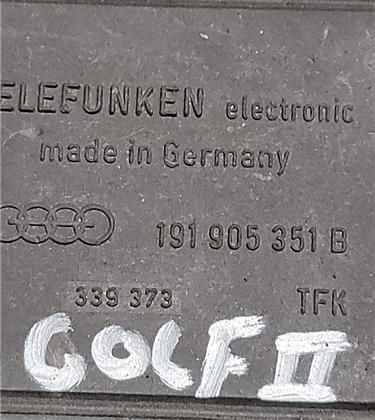 ELEFUNKEN electronic
made in Germany
191 905 351 B
339 373 TFK
GOLF II